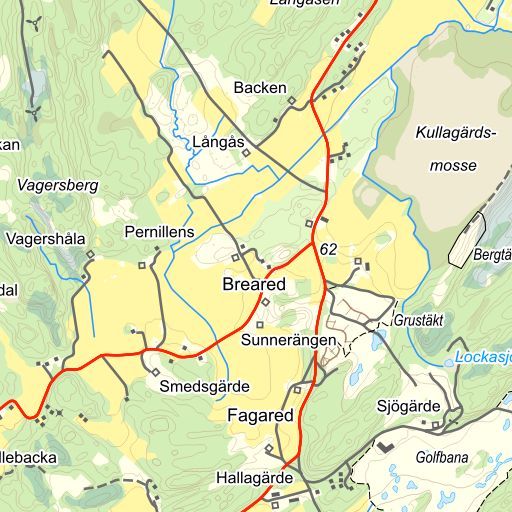 Långåsen
Backen
Kullagårds-
mosse
Långås
kan
Vagersberg
Pernillens
Vagershåla
62
Bergtä
dal
Breared
Grustäkt
Sunnerängen
Lockasjö
Smedsgärde
Sjögärde
Fagared
llebacka
Golfbana
Hallagärde